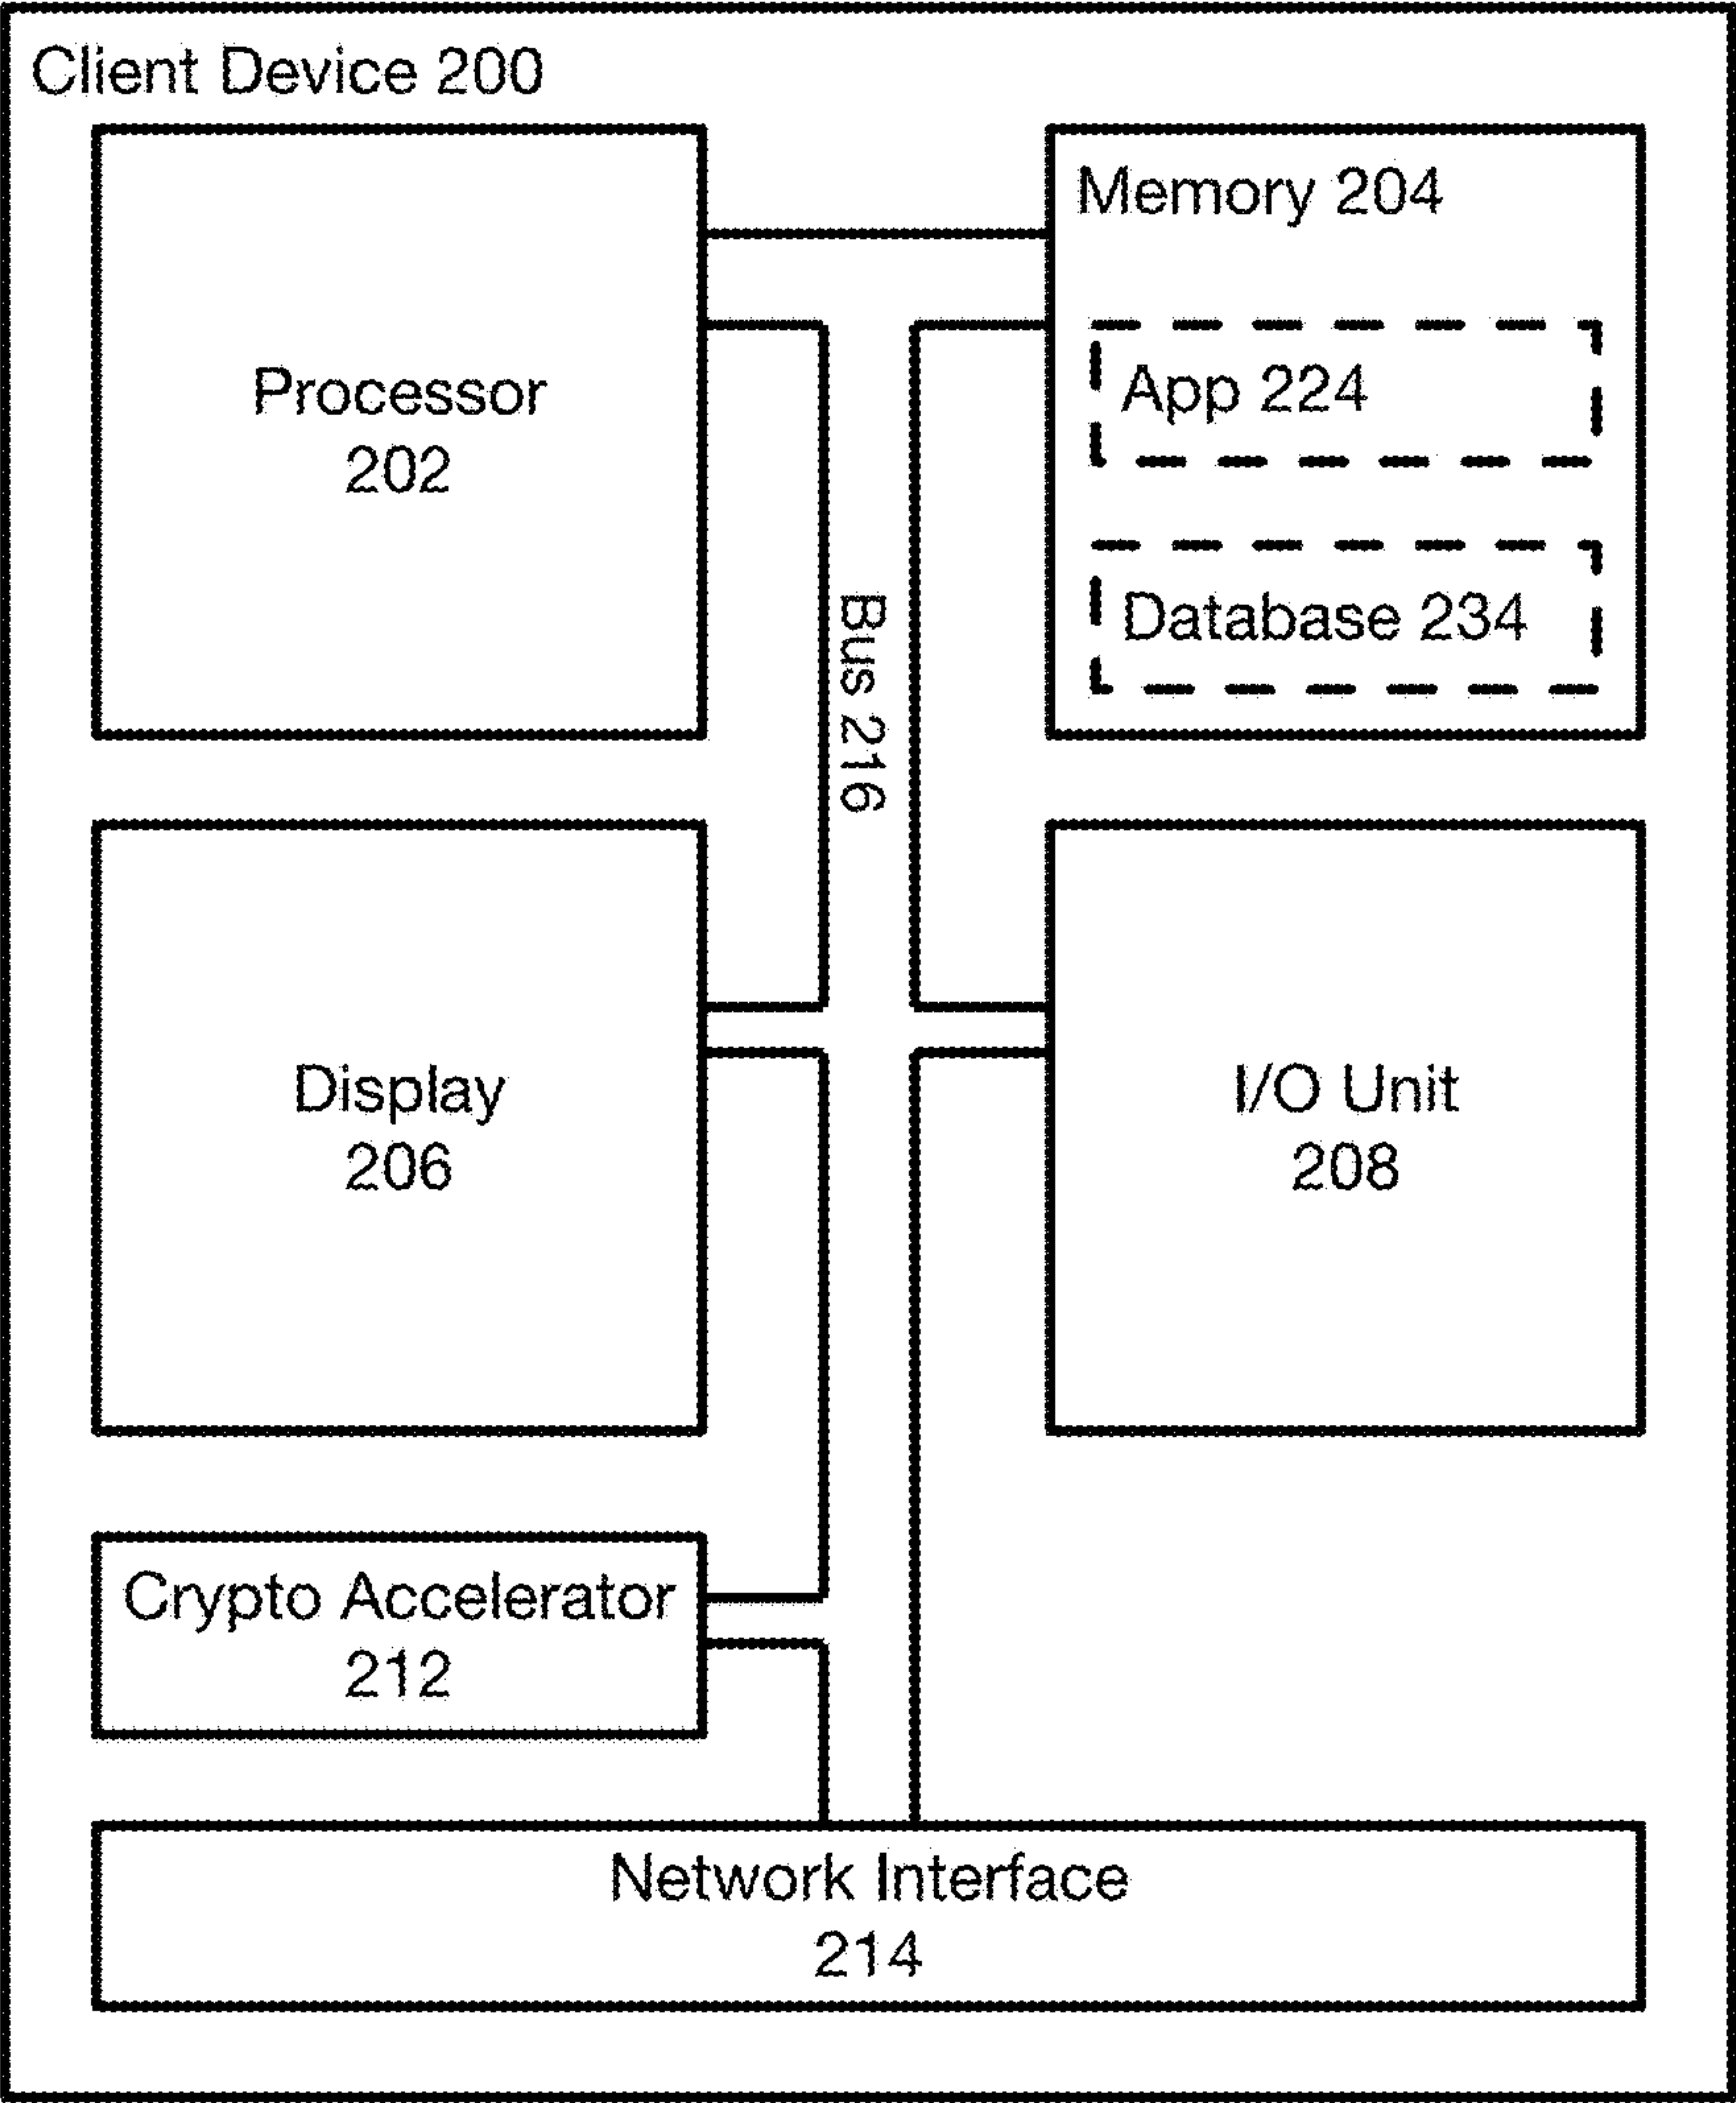 Client Device 200
Processor
202
Memory 204
App 224
Database 234
Bus 216
Display
206
I/O Unit
208
Crypto Accelerator
212
Network Interface
214